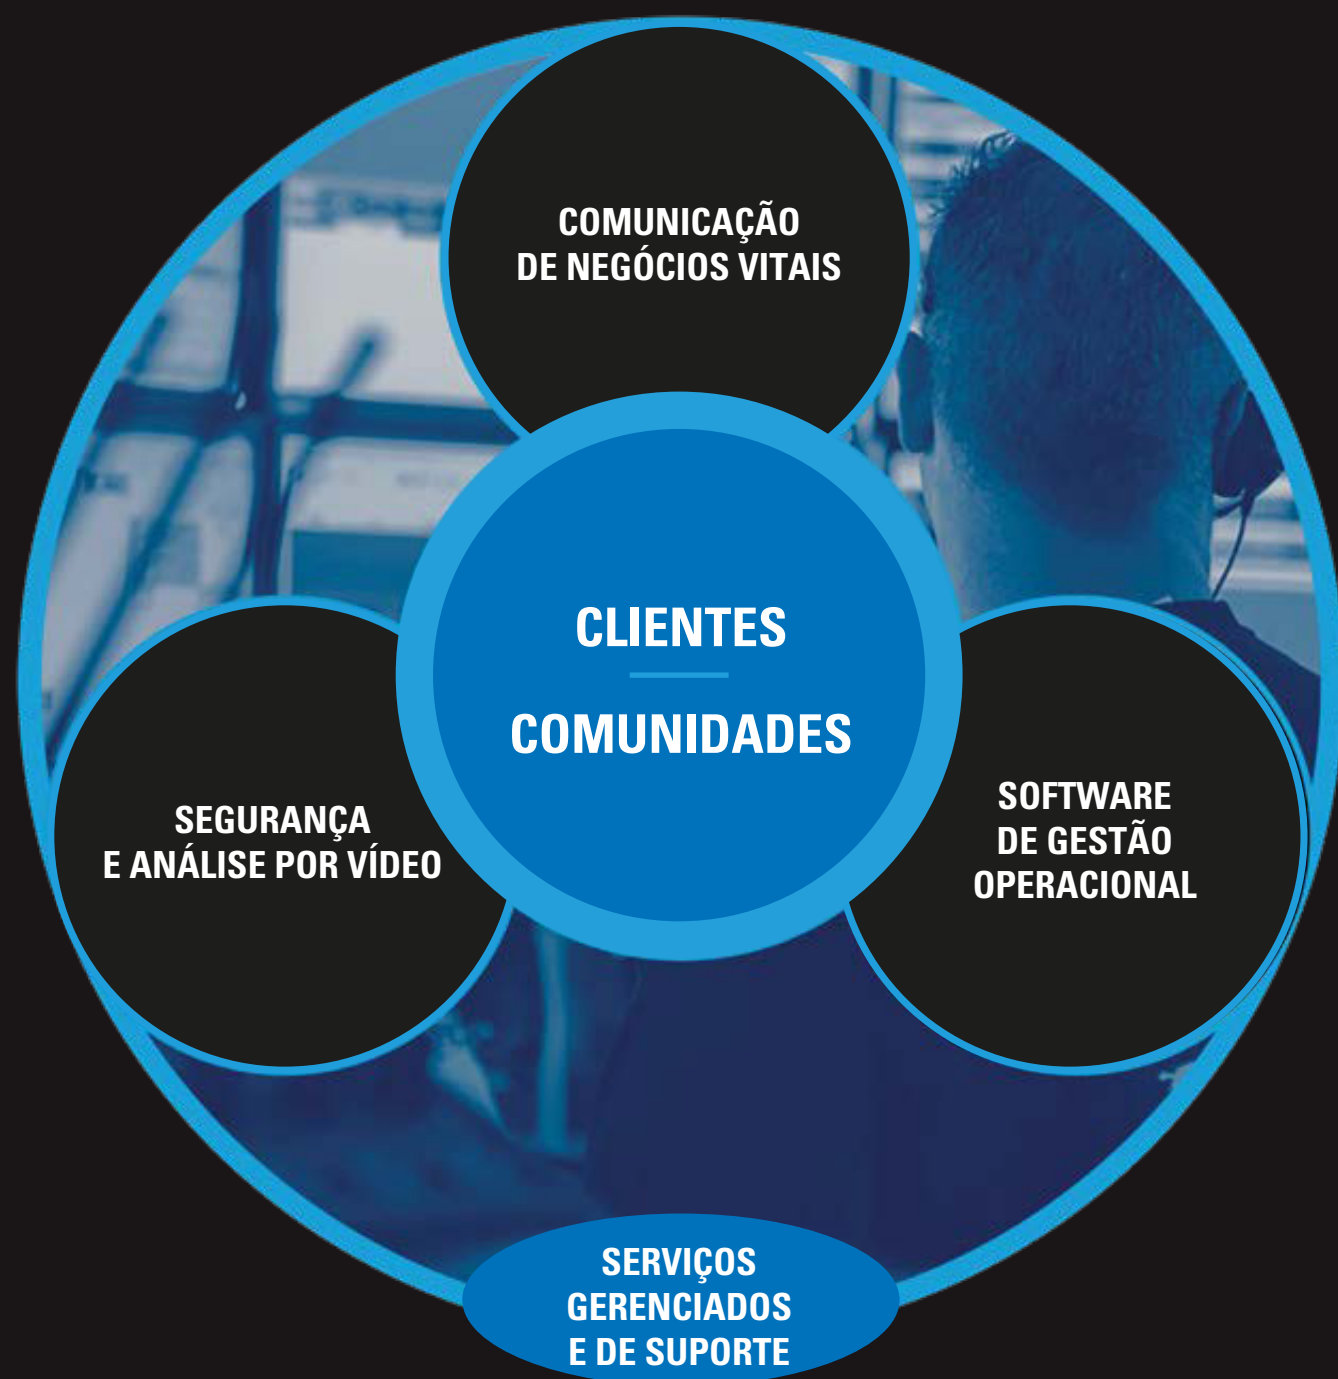 COMUNICAÇÃO
DE NEGÓCIOS VITAIS
CLIENTES
COMUNIDADES
SEGURANÇA
E ANÁLISE POR VÍDEO
SOFTWARE
DE GESTÃO
OPERACIONAL
SERVIÇOS
GERENCIADOS
E DE SUPORTE